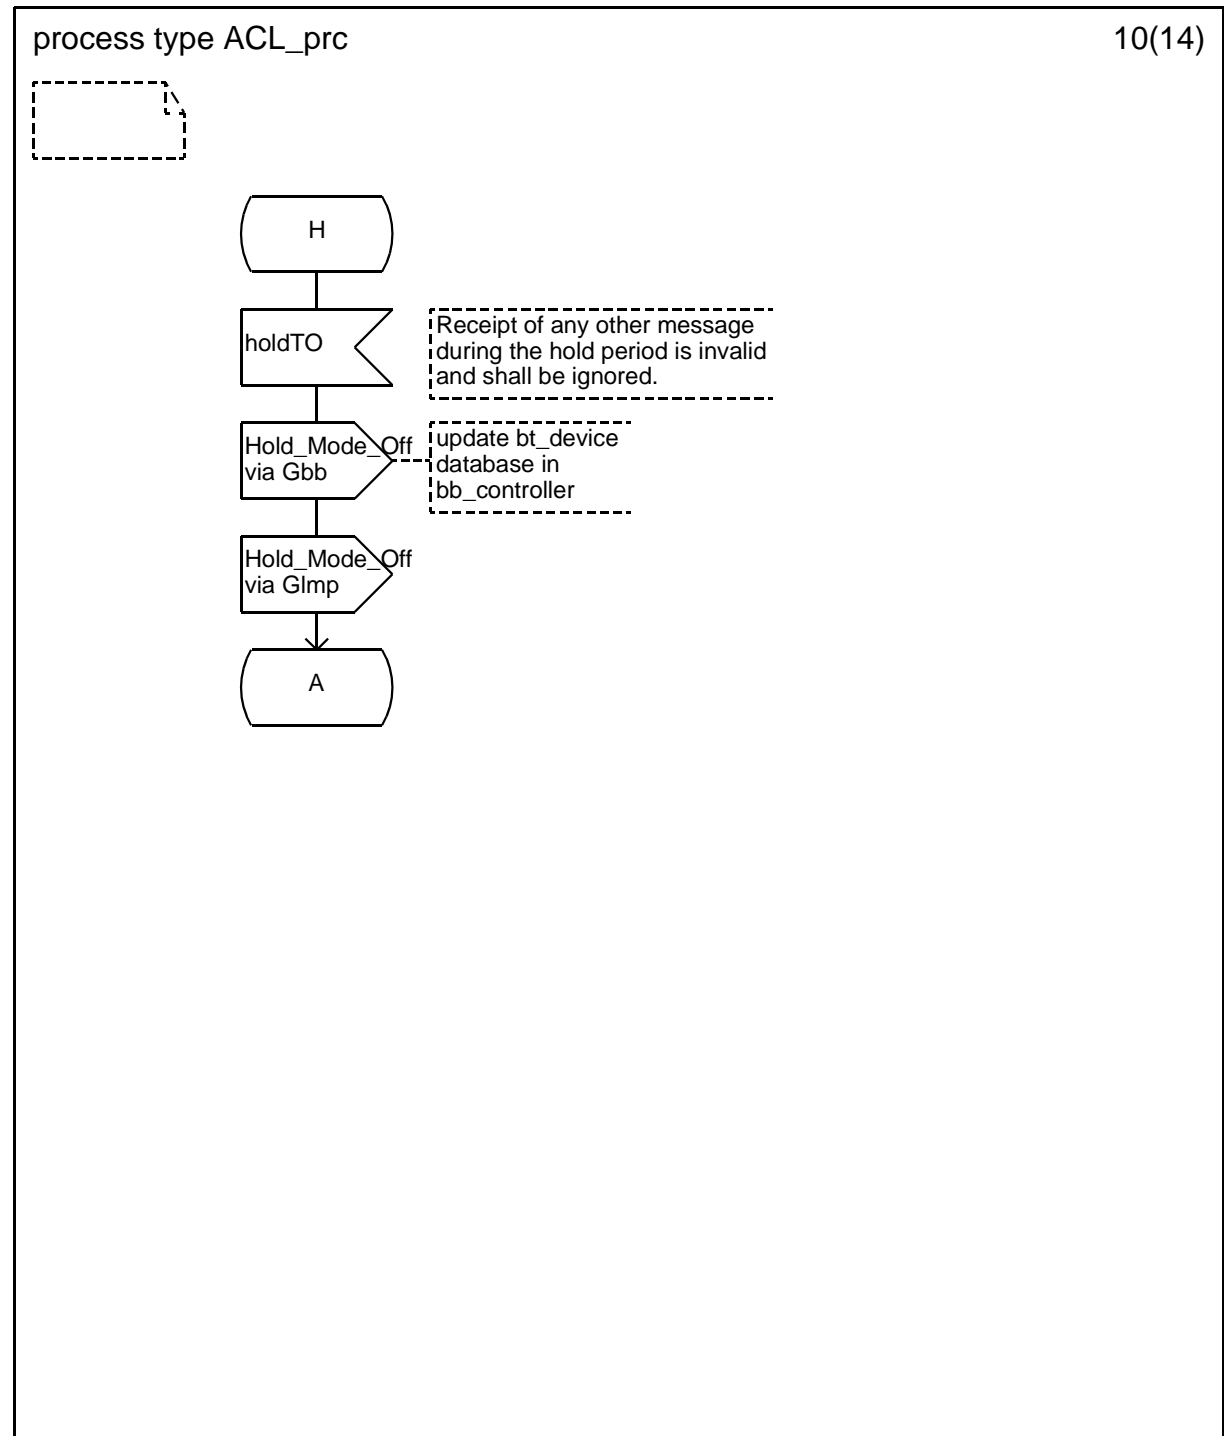 process type ACL_prc
10(14)
H
holdTO
Receipt of any other message
during the hold period is invalid
and shall be ignored.
Hold_Mode_Off
via Gbb
update bt_device
database in
bb_controller
Hold_Mode_Off
via Glmp
A